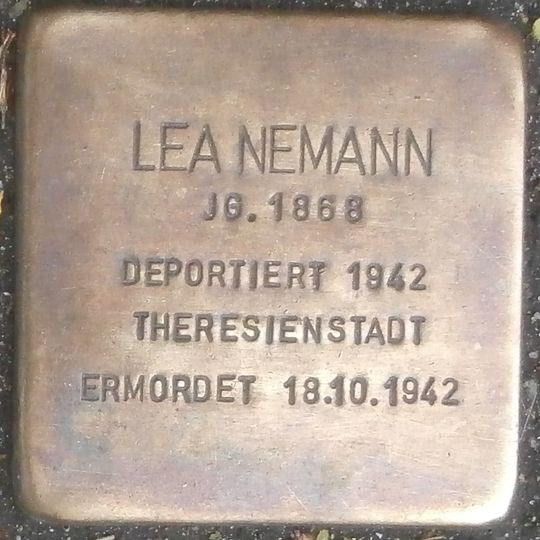 LEA NEMANN
JG. 1868
DEPORTIERT 1942
THERESIENSTADT
ERMORDET 18.10.1942